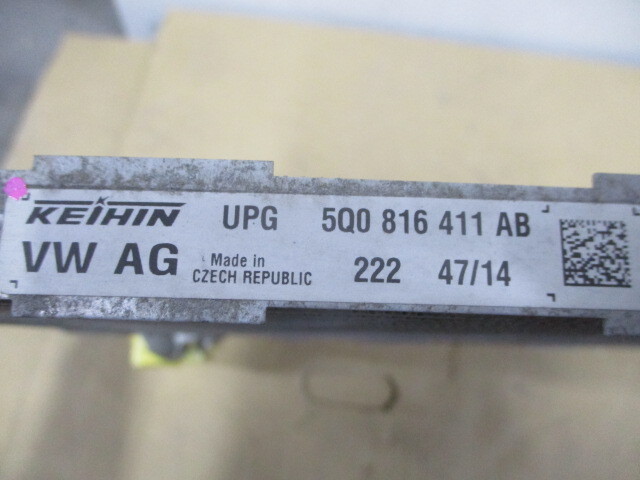 KEIHIN UPG 5Q0 816 411 AB
VW AG Made in CZECH REPUBLIC 222 47/14